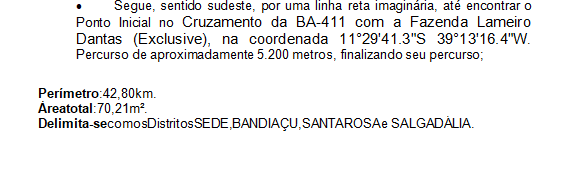 • Segue, sentido sudeste, por uma linha reta imaginária, até encontrar o
Ponto Inicial no Cruzamento da BA-411 com a Fazenda Lameiro
Dantas (Exclusive), na coordenada 11°29'41.3"S 39°13'16.4"W.
Percurso de aproximadamente 5.200 metros, finalizando seu percurso;
Perímetro:42,80km.
Áreatotal:70,21m².
Delimita-secomosDistritosSEDE,BANDIAÇU,SANTAROSAe SALGADÁLIA.